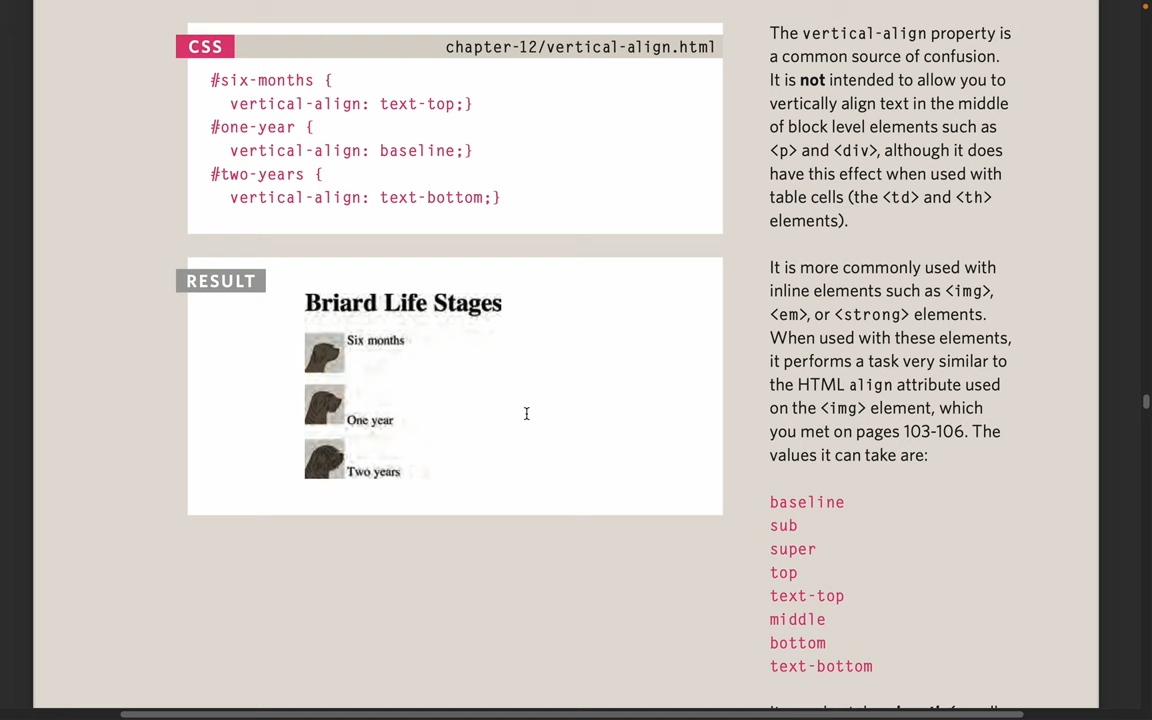 CSS
chapter-12/vertical-align.html
#six-months {
vertical-align: text-top;}
#one-year {
vertical-align: baseline;}
#two-years {
vertical-align: text-bottom;}
RESULT
Briard Life Stages
Six months
One year
Two years
The vertical-align property is
a common source of confusion.
It is not intended to allow you to
vertically align text in the middle
of block level elements such as
<p> and <div>, although it does
have this effect when used with
table cells (the <td> and <th>
elements).
It is more commonly used with
inline elements such as <img>,
<em>, or <strong> elements.
When used with these elements,
it performs a task very similar to
the HTML align attribute used
on the <img> element, which
you met on pages 103-106. The
values it can take are:
baseline
sub
super
top
text-top
middle
bottom
text-bottom